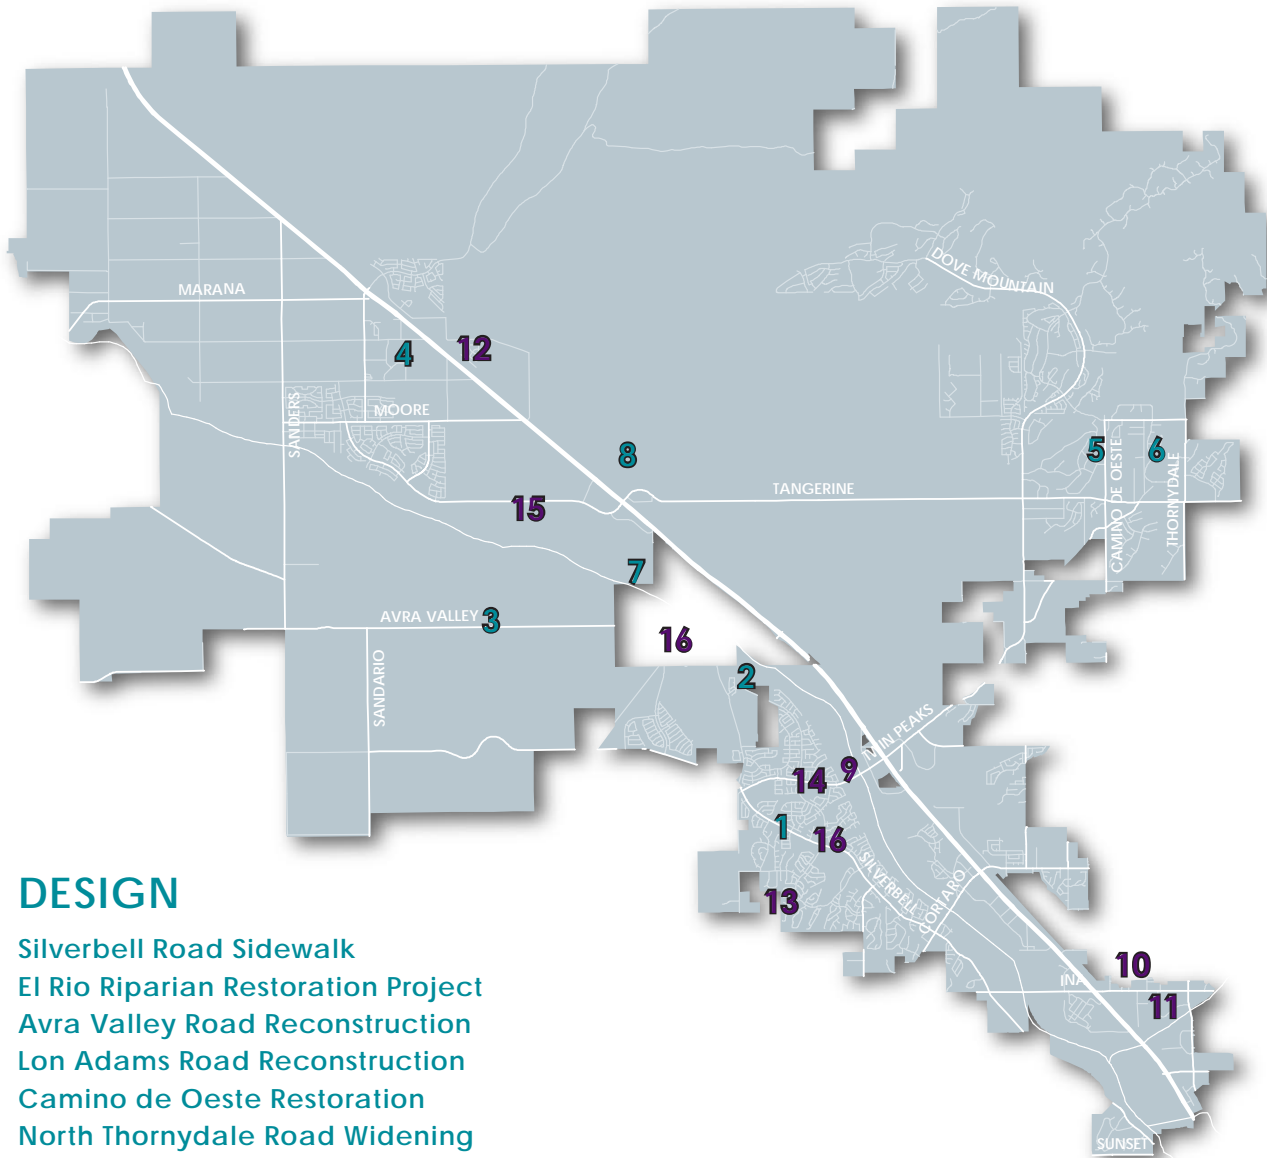 DOVE MOUNTAIN
MARANA
4
12
SANDERS
MOORE
8
5
CAMINO DE OESTE
6
THORNYDALE
TANGERINE
15
7
AVRA VALLEY
3
16
SANDARIO
2
TWIN PEAKS
9
14
1
16
SILVERBELL
CORTARO
13
10
INA
11
SUNSET
DESIGN
Silverbell Road Sidewalk
El Rio Riparian Restoration Project
Avra Valley Road Reconstruction
Lon Adams Road Reconstruction
Camino de Oeste Restoration
North Thornydale Road Widening